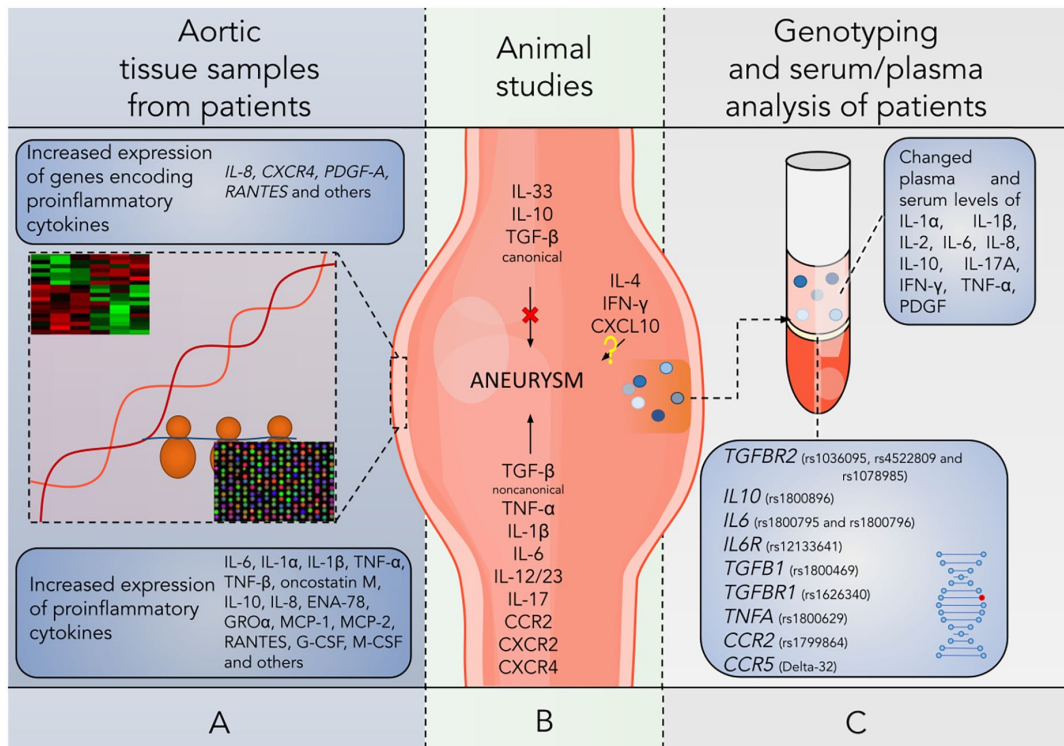 Aortic
tissue samples
from patients
Animal
studies
Genotyping
and serum/plasma
analysis of patients
Increased expression
of genes encoding
proinflammatory
cytokines
IL-8, CXCR4, PDGF-A,
RANTES and others
Increased expression
of proinflammatory
cytokines
IL-6, IL-1α, IL-1β, TNF-α,
TNF-β, oncostatin M,
IL-10, IL-8, ENA-78,
GROα, MCP-1, MCP-2,
RANTES, G-CSF, M-CSF
and others
IL-33
IL-10
TGF-β
canonical
IL-4
IFN-γ
CXCL10
?
ANEURYSM
TGF-β
noncanonical
TNF-α
IL-1β
IL-6
IL-12/23
IL-17
CCR2
CXCR2
CXCR4
Changed
plasma and
serum levels of
IL-1α, IL-1β,
IL-2, IL-6, IL-8,
IL-10, IL-17A,
IFN-γ, TNF-α,
PDGF
TGFBR2 (rs1036095, rs4522809 and
rs1078985)
IL10 (rs1800896)
IL6 (rs1800795 and rs1800796)
IL6R (rs12133641)
TGFB1 (rs1800469)
TGFBR1 (rs1626340)
TNFA (rs1800629)
CCR2 (rs1799864)
CCR5 (Delta-32)
A
B
C